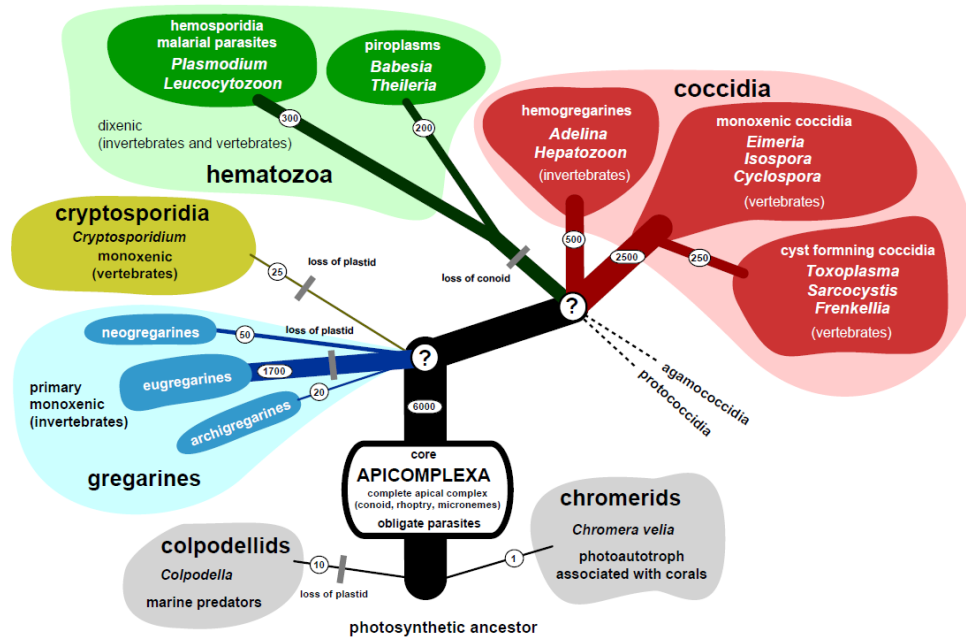 hemosporidia
malarial parasites
Plasmodium
Leucocytozoon
piroplasms
Babesia
Theileria
300
200
dixenic
(invertebrates and vertebrates)
hematozoa
coccidia
hemogregarines
Adelina
Hepatozoon
(invertebrates)
monoxenic coccidia
Eimeria
Isospora
Cyclospora
(vertebrates)
500
2500
250
cyst formning coccidia
Toxoplasma
Sarcocystis
Frenkellia
(vertebrates)
loss of conoid
?
agamococcidia
protococcidia
cryptosporidia
Cryptosporidium
monoxenic
(vertebrates)
25
loss of plastid
neogregarines
50
loss of plastid
?
eugregarines
1700
primary
monoxenic
(invertebrates)
20
archigregarines
gregarines
6000
core
APICOMPLEXA
complete apical complex
(conoid, rhoptry, micronemes)
obligate parasites
colpodellids
Colpodella
marine predators
10
loss of plastid
1
chromerids
Chromera velia
photoautotroph
associated with corals
photosynthetic ancestor